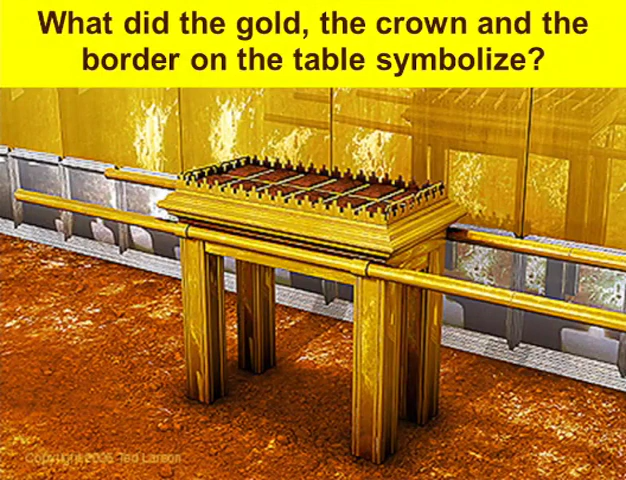 What did the gold, the crown and the
border on the table symbolize?
Copyright 2005 Ted Larson